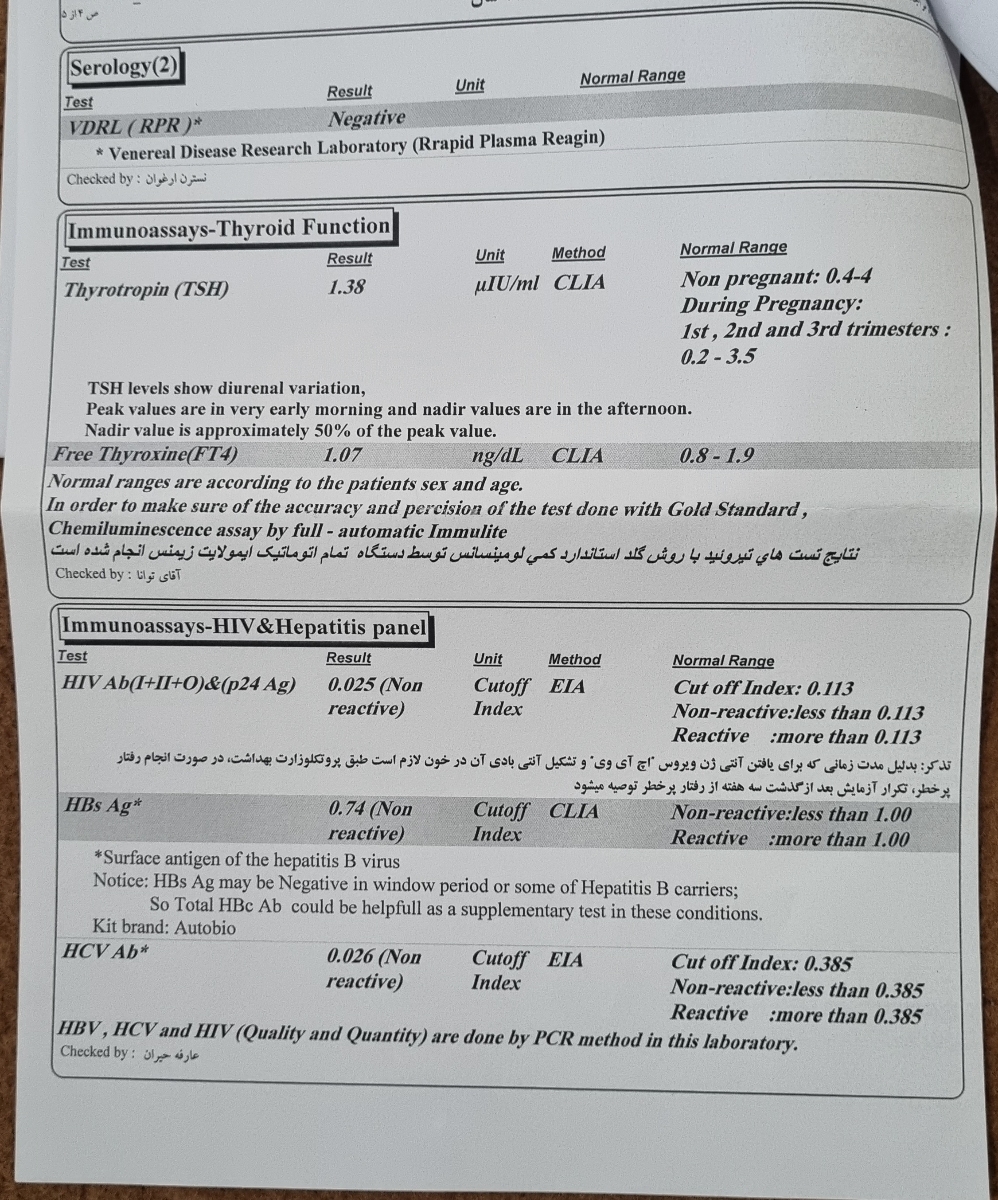 ص ۴ از ۵
Serology(2)
Test Result Unit Normal Range
VDRL ( RPR )* Negative
* Venereal Disease Research Laboratory (Rrapid Plasma Reagin)
Checked by : نسترن ارغوان
Immunoassays-Thyroid Function
Test Result Unit Method Normal Range
Thyrotropin (TSH) 1.38 µIU/ml CLIA Non pregnant: 0.4-4
During Pregnancy:
1st , 2nd and 3rd trimesters :
0.2 - 3.5
TSH levels show diurenal variation,
Peak values are in very early morning and nadir values are in the afternoon.
Nadir value is approximately 50% of the peak value.
Free Thyroxine(FT4) 1.07 ng/dL CLIA 0.8 - 1.9
Normal ranges are according to the patients sex and age.
In order to make sure of the accuracy and percision of the test done with Gold Standard ,
Chemiluminescence assay by full - automatic Immulite
نتایج تست های تیروئید با روش گلد استاندارد کمی لومینسانس توسط دستگاه تمام اتوماتیک ایمولایت زیمنس انجام شده است
Checked by : آقای توانا
Immunoassays-HIV&Hepatitis panel
Test Result Unit Method Normal Range
HIV Ab(I+II+O)&(p24 Ag) 0.025 (Non Cutoff EIA Cut off Index: 0.113
reactive) Index Non-reactive:less than 0.113
Reactive :more than 0.113
تذکر: بدلیل مدت زمانی که برای یافتن آنتی ژن ویروس "اچ آی وی" و تشکیل آنتی بادی آن در خون لازم است طبق پروتکلوزارت بهداشت، در صورت انجام رفتار
پرخطر، تکرار آزمایش بعد ازگذشت سه هفته از رفتار پرخطر توصیه میشود
HBs Ag* 0.74 (Non Cutoff CLIA Non-reactive:less than 1.00
reactive) Index Reactive :more than 1.00
*Surface antigen of the hepatitis B virus
Notice: HBs Ag may be Negative in window period or some of Hepatitis B carriers;
So Total HBc Ab could be helpfull as a supplementary test in these conditions.
Kit brand: Autobio
HCV Ab* 0.026 (Non Cutoff EIA Cut off Index: 0.385
reactive) Index Non-reactive:less than 0.385
Reactive :more than 0.385
HBV , HCV and HIV (Quality and Quantity) are done by PCR method in this laboratory.
Checked by : عارفه حیران